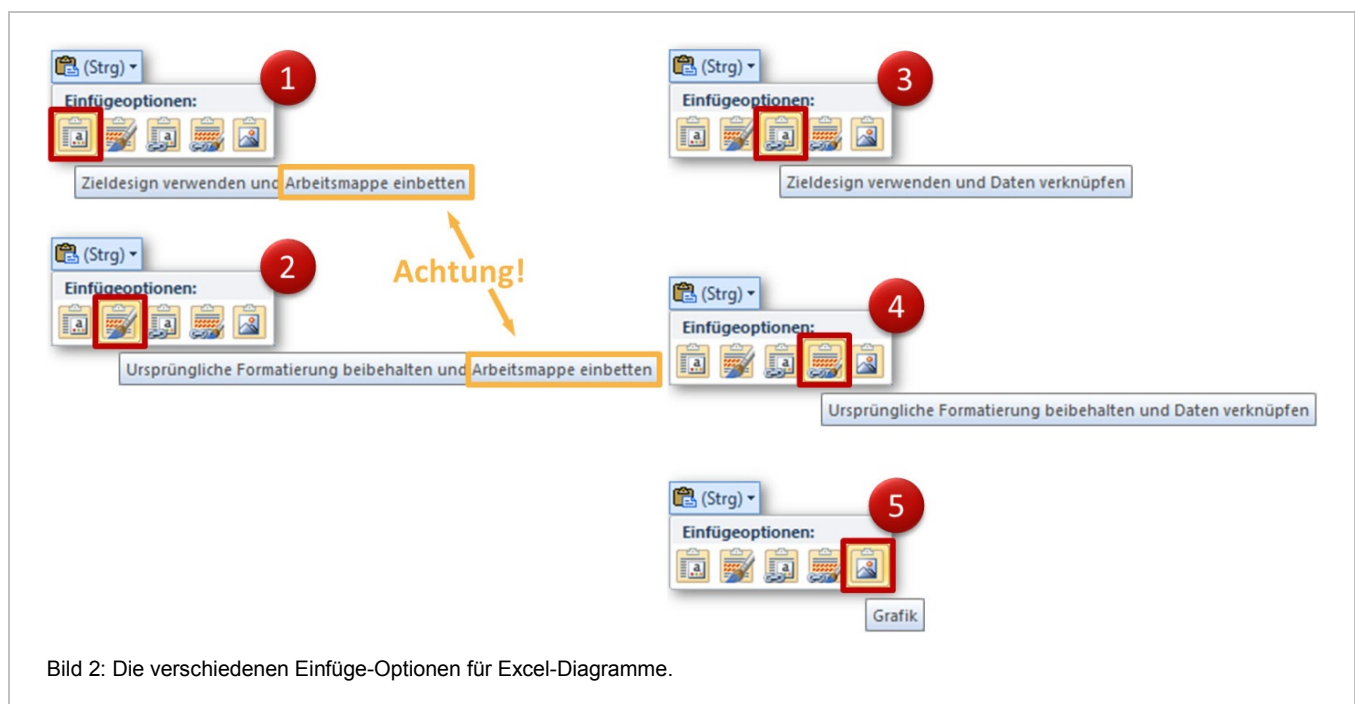 (Strg)
1
Einfügeoptionen:
Zieldesign verwenden und Arbeitsmappe einbetten
(Strg)
2
Einfügeoptionen:
Ursprüngliche Formatierung beibehalten und Arbeitsmappe einbetten
Achtung!
(Strg)
3
Einfügeoptionen:
Zieldesign verwenden und Daten verknüpfen
(Strg)
4
Einfügeoptionen:
Ursprüngliche Formatierung beibehalten und Daten verknüpfen
(Strg)
5
Einfügeoptionen:
Grafik
Bild 2: Die verschiedenen Einfüge-Optionen für Excel-Diagramme.